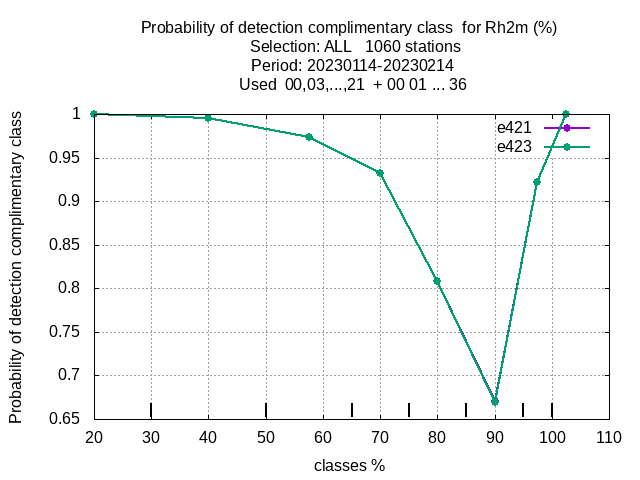 Probability of detection complimentary class  for Rh2m (%)
Selection: ALL   1060 stations
Period: 20230114-20230214
Used  00,03,...,21  + 00 01 ... 36
Probability of detection complimentary class
1
0.95
0.9
0.85
0.8
0.75
0.7
0.65
e421
e423
20 30 40 50 60 70 80 90 100 110
classes %